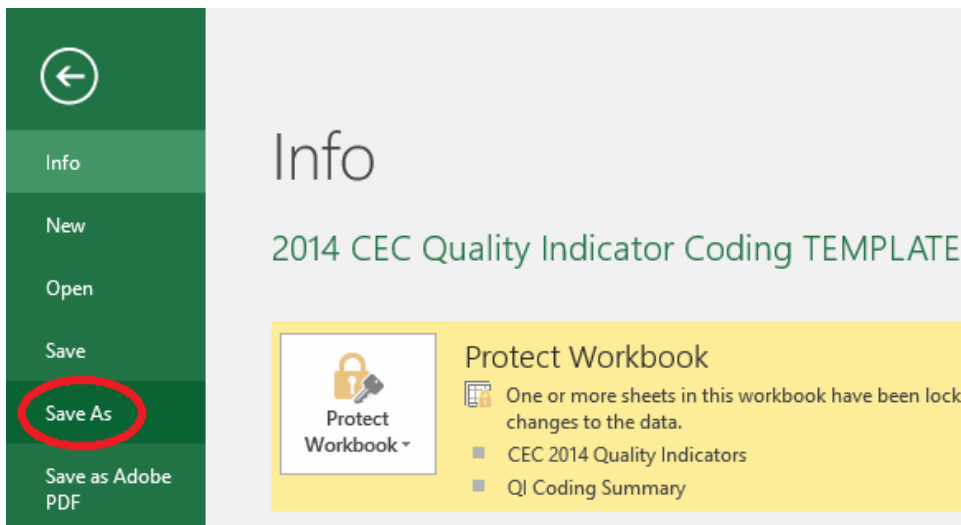 Info
New
Open
Save
Save As
Save as Adobe
PDF
Info
2014 CEC Quality Indicator Coding TEMPLATE
Protect
Workbook
Protect Workbook
One or more sheets in this workbook have been lock
changes to the data.
CEC 2014 Quality Indicators
QI Coding Summary